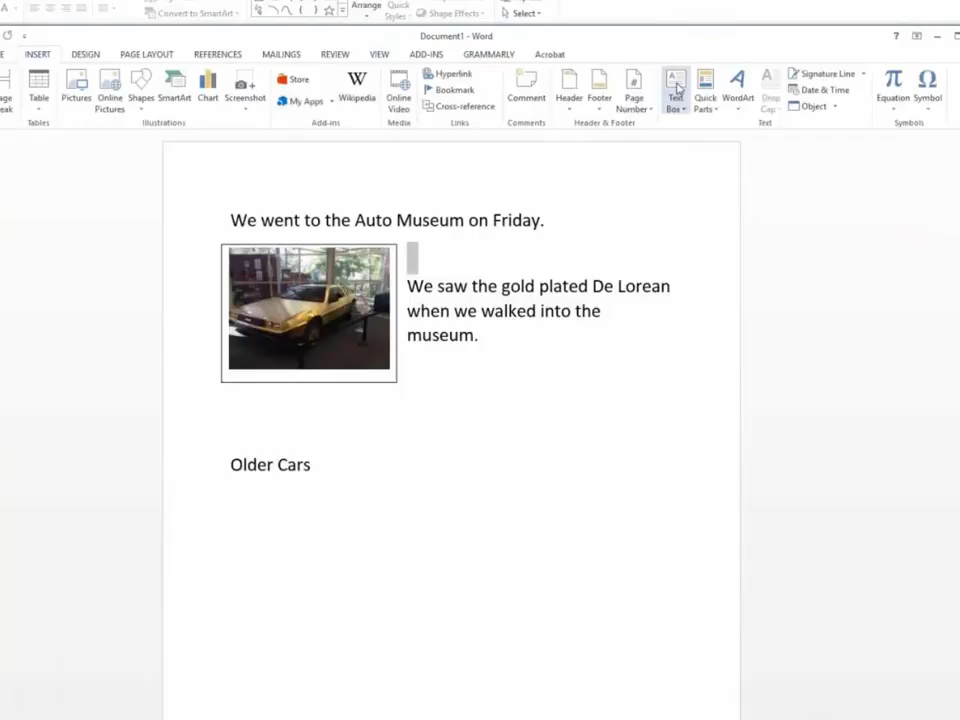 Convert to SmartArt
Arrange
Quick
Styles
Shape Effects
Select
Document1 - Word
INSERT
DESIGN
PAGE LAYOUT
REFERENCES
MAILINGS
REVIEW
VIEW
ADD-INS
GRAMMARLY
Acrobat
Table
Pictures
Online
Pictures
Shapes
SmartArt
Chart
Screenshot
Store
My Apps
Wikipedia
Online
Video
Hyperlink
Bookmark
Cross-reference
Comment
Header
Footer
Page
Number
Text
Box
Quick
Parts
WordArt
Drop
Cap
Signature Line
Date & Time
Object
Equation
Symbol
Tables
Illustrations
Add-ins
Media
Links
Comments
Header & Footer
Text
Symbols
We went to the Auto Museum on Friday.
We saw the gold plated De Lorean
when we walked into the
museum.
Older Cars